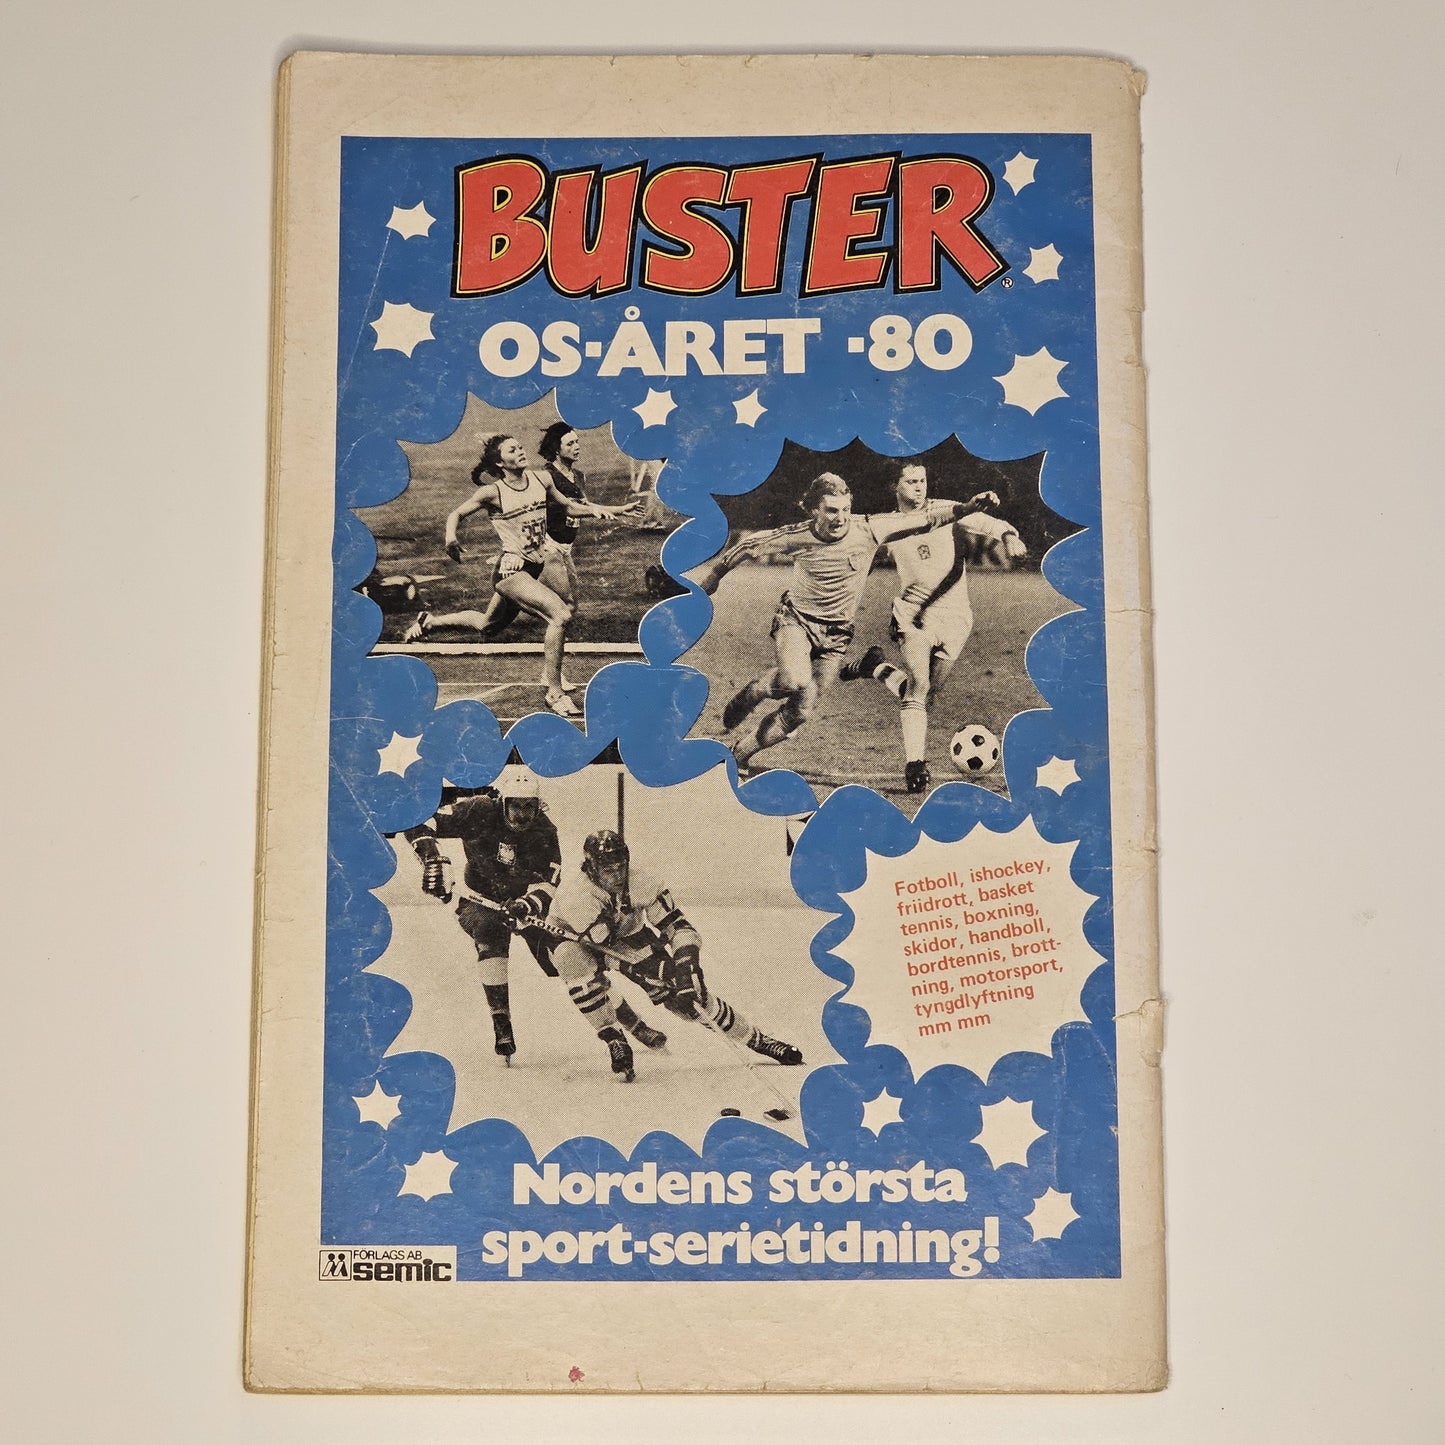 BUSTER
®
OS-ÅRET -80
Fotboll, ishockey,
friidrott, basket
tennis, boxning,
skidor, handboll,
bordtennis, brott-
ning, motorsport,
tyngdlyftning
mm mm
Nordens största
sport-serietidning!
FÖRLAGS AB
semic